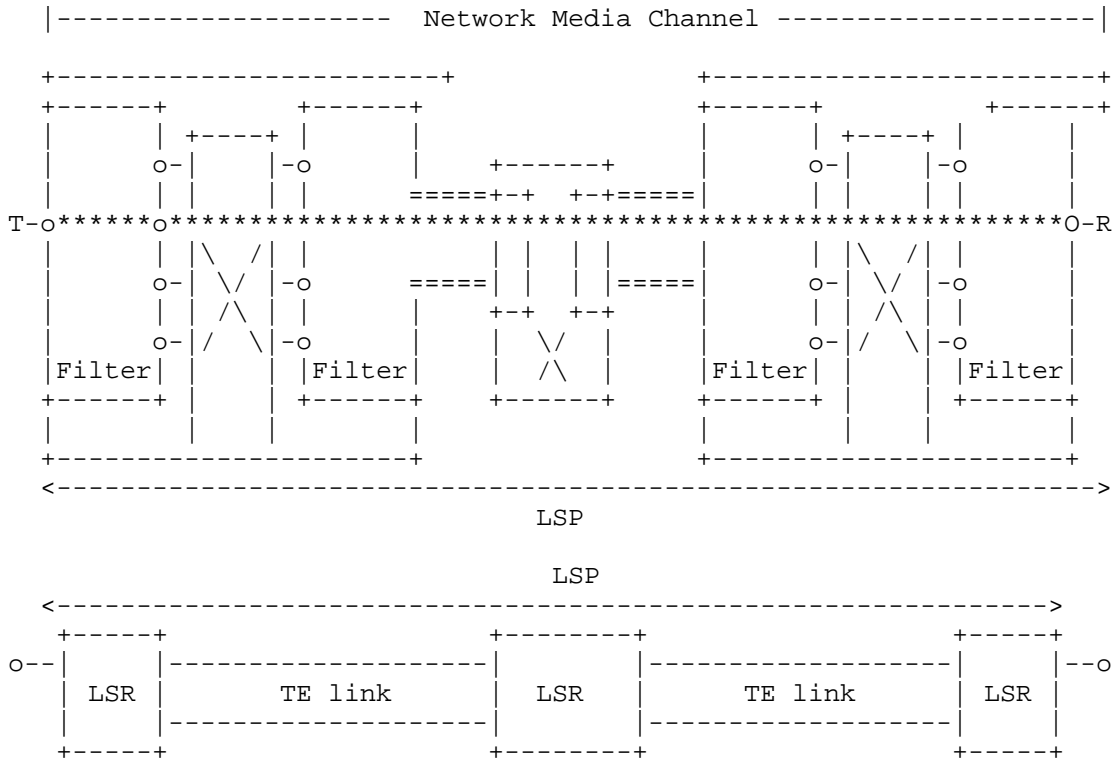 |--------------------- Network Media Channel --------------------|
T-o******o********************************************************O-R
Filter Filter Filter Filter
LSP
LSP
LSR TE link LSR TE link LSR